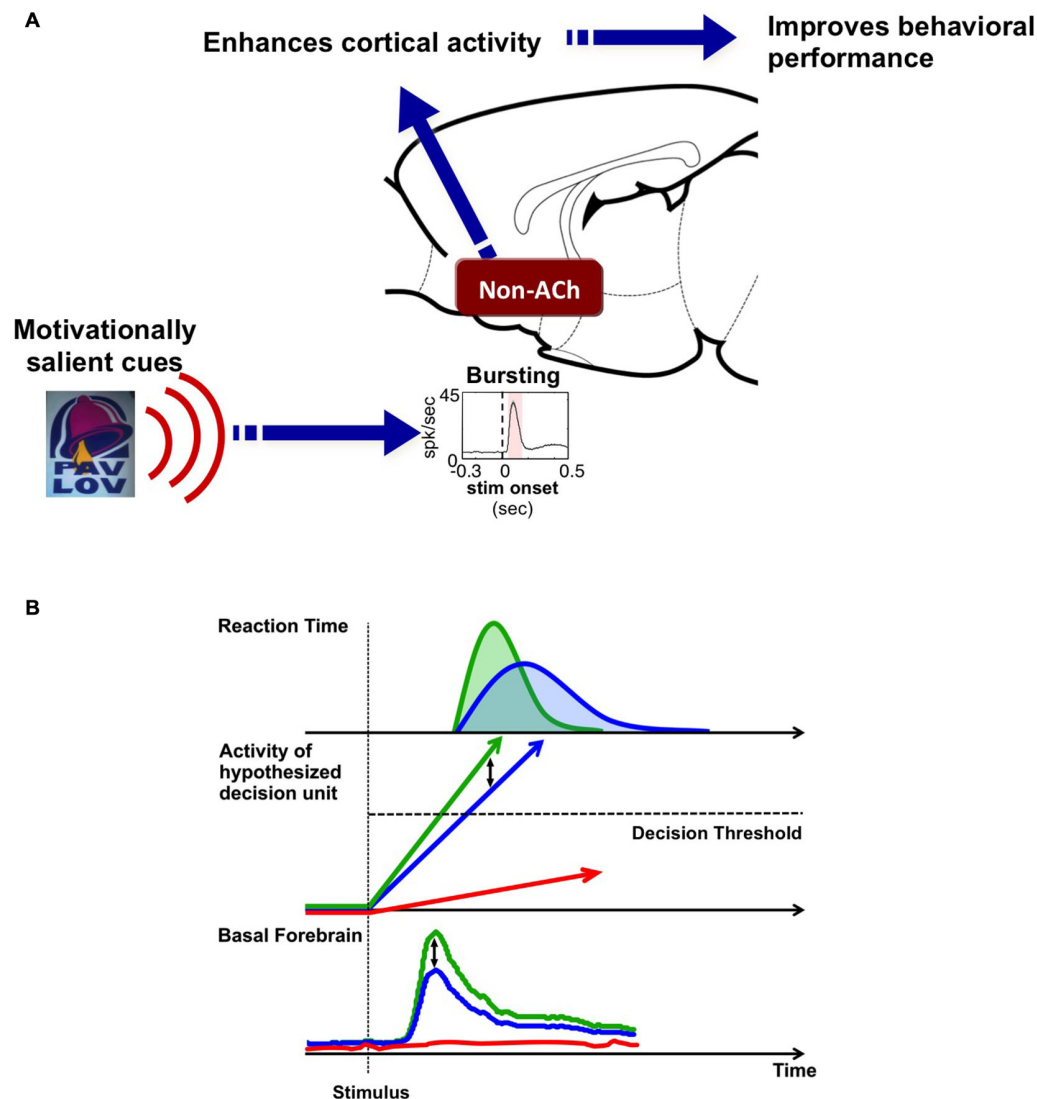 A
Enhances cortical activity
Improves behavioral
performance
Non-ACh
Motivationally
salient cues
PAV
LOV
Bursting
45
spk/sec
0
-0.3 0 0.5
stim onset
(sec)
B
Reaction Time
Activity of
hypothesized
decision unit
Decision Threshold
Basal Forebrain
Time
Stimulus